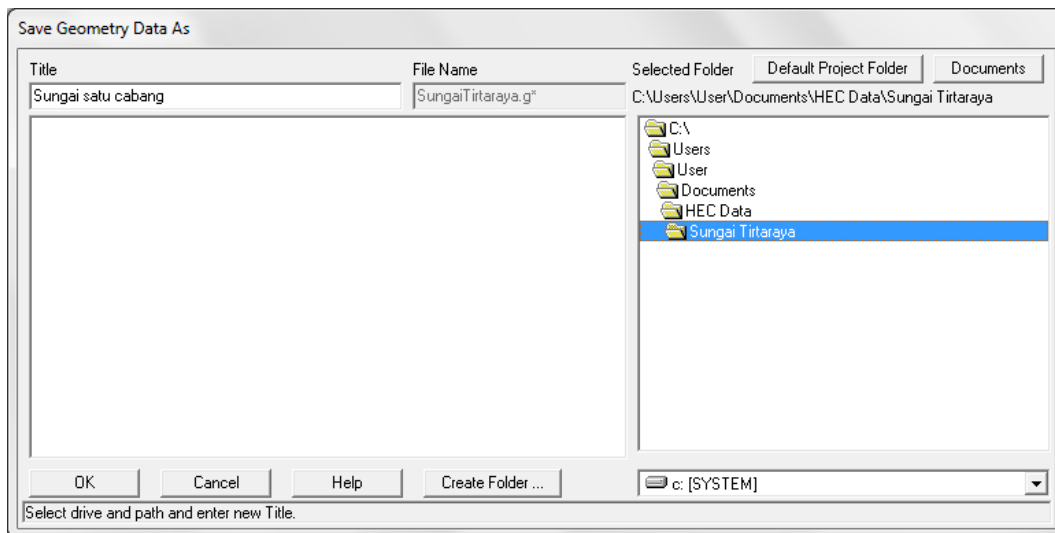 Save Geometry Data As
Title
File Name
Selected Folder
Default Project Folder
Documents
Sungai satu cabang
SungaiTirtaraya.g*
C:\Users\User\Documents\HEC Data\Sungai Tirtaraya
C:\
Users
User
Documents
HEC Data
Sungai Tirtaraya
OK
Cancel
Help
Create Folder ...
c: [SYSTEM]
Select drive and path and enter new Title.